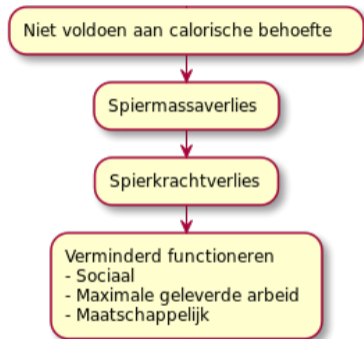 Niet voldoen aan calorische behoefte
Spiermassaverlies
Spierkrachtverlies
Verminderd functioneren
- Sociaal
- Maximale geleverde arbeid
- Maatschappelijk